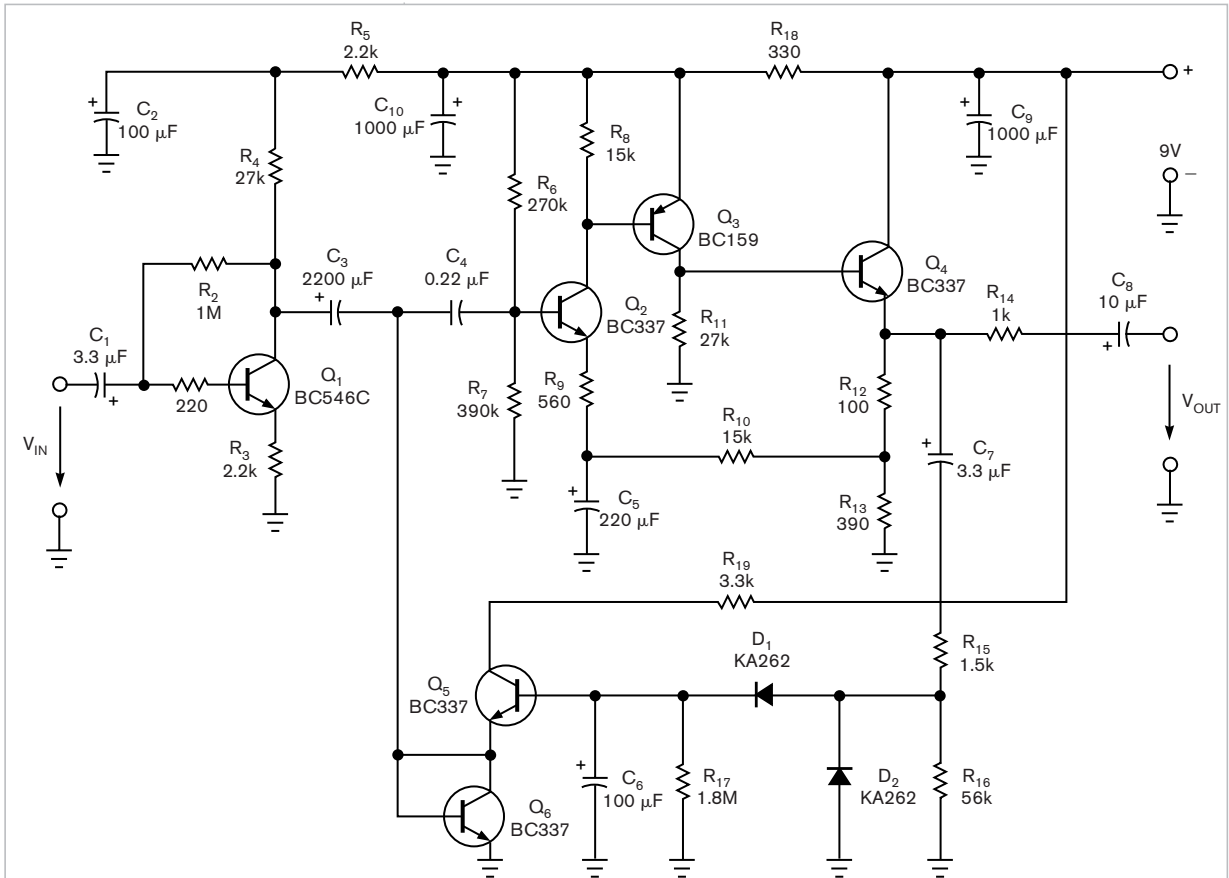 R5
2.2k
R18
330
+
+
C2
100 µF
C10
1000 µF
+
+
C9
1000 µF
R8
15k
R4
27k
9V
−
R6
270k
Q3
BC159
C3
2200 µF
C4
0.22 µF
Q4
BC337
R2
1M
+
Q2
BC337
R14
1k
C8
10 µF
R11
27k
+
C1
3.3 µF
Q1
BC546C
+
220
R7
390k
R9
560
R12
100
VIN
VOUT
R3
2.2k
R10
15k
+
C7
3.3 µF
+
C5
220 µF
R13
390
R19
3.3k
D1
KA262
R15
1.5k
Q5
BC337
+
C6
100 µF
R17
1.8M
D2
KA262
R16
56k
Q6
BC337